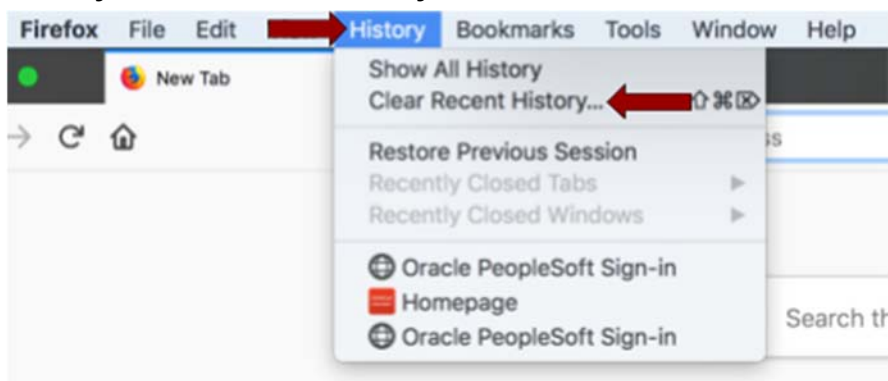 Firefox File Edit History Bookmarks Tools Window Help
New Tab
Show All History
Clear Recent History... ⇧⌘⌦
Restore Previous Session
Recently Closed Tabs
Recently Closed Windows
Oracle PeopleSoft Sign-in
Homepage
Oracle PeopleSoft Sign-in
Search th